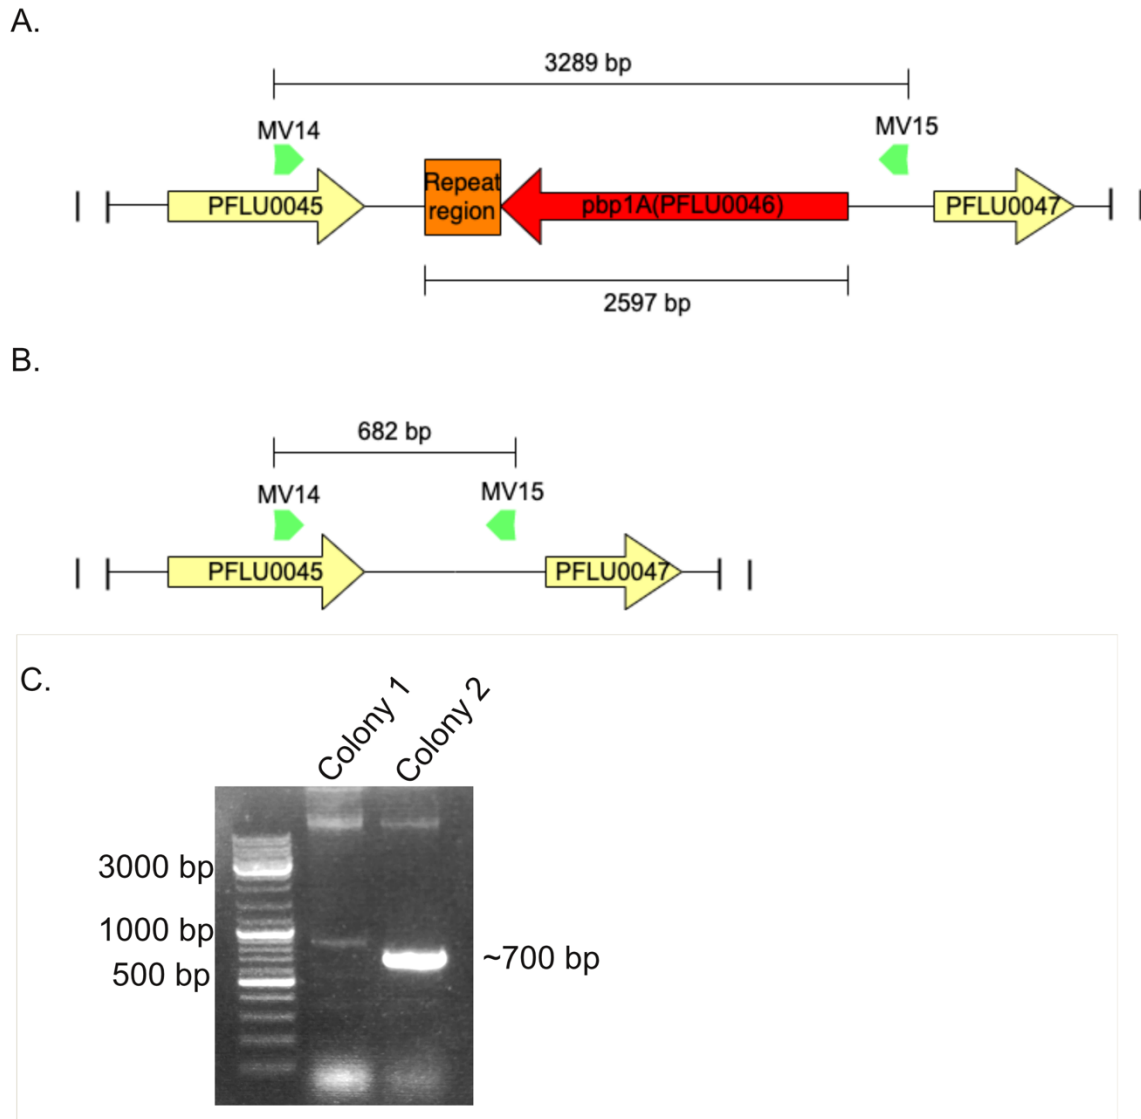 A.
3289 bp
MV14
MV15
PFLU0045
Repeat
region
pbp1A(PFLU0046)
PFLU0047
2597 bp
B.
682 bp
MV14
MV15
PFLU0045
PFLU0047
C.
Colony 1
Colony 2
3000 bp
1000 bp
500 bp
~700 bp